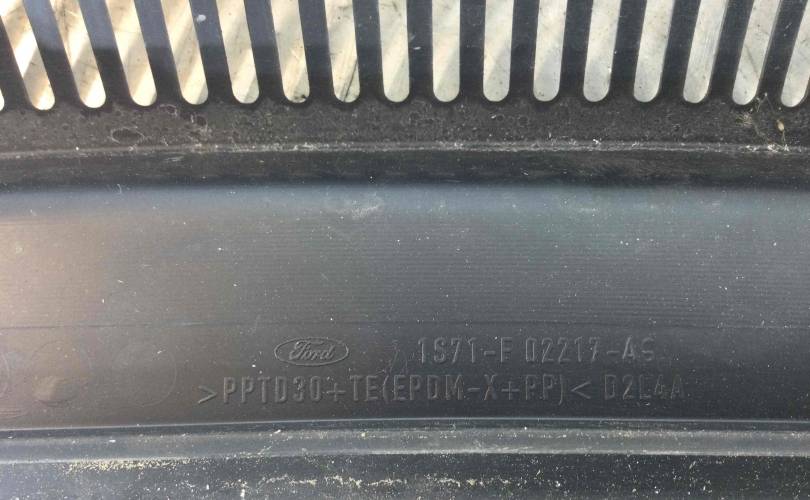 Ford 1S71-F 02217-AS
>PPTD30+TE(EPDM-X+PP)< D2L4A